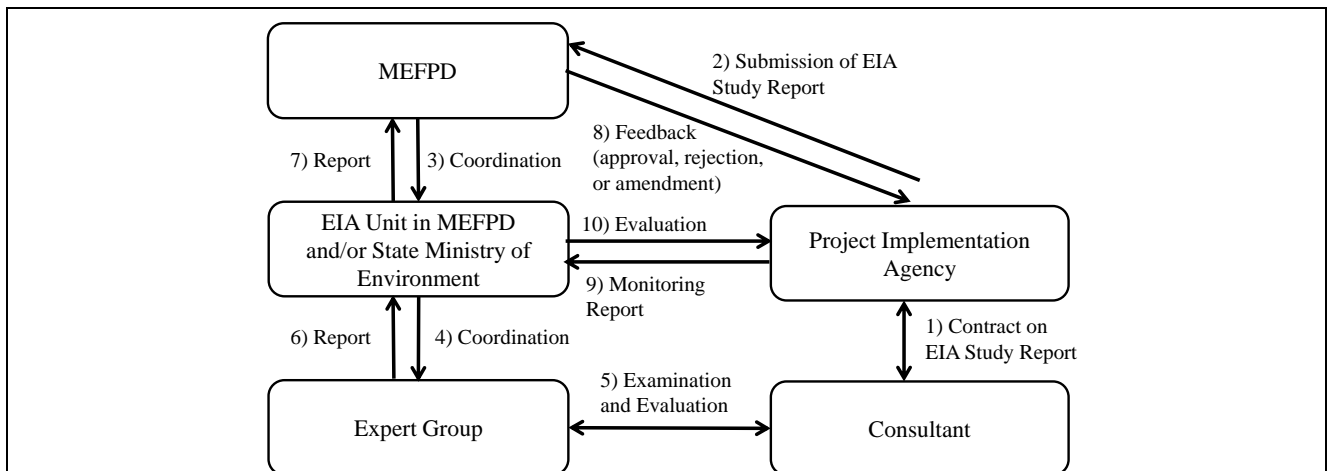 MEFPD
2) Submission of EIA
Study Report
8) Feedback
(approval, rejection,
or amendment)
7) Report
3) Coordination
EIA Unit in MEFPD
and/or State Ministry of
Environment
10) Evaluation
9) Monitoring
Report
Project Implementation
Agency
6) Report
4) Coordination
1) Contract on
EIA Study Report
5) Examination
and Evaluation
Expert Group
Consultant